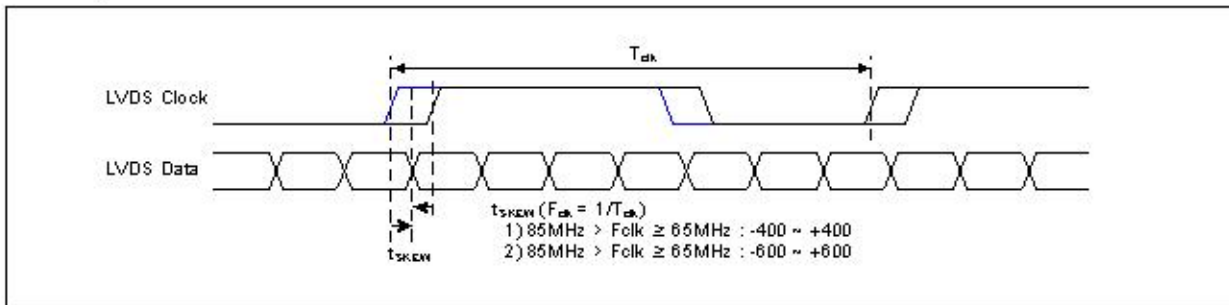 Tclk
LVDS Clock
LVDS Data
tSKEW (Fclk = 1/Tclk)
1) 85MHz > Fclk ≥ 65MHz : -400 ~ +400
2) 85MHz > Fclk ≥ 65MHz : -600 ~ +600
tSKEW